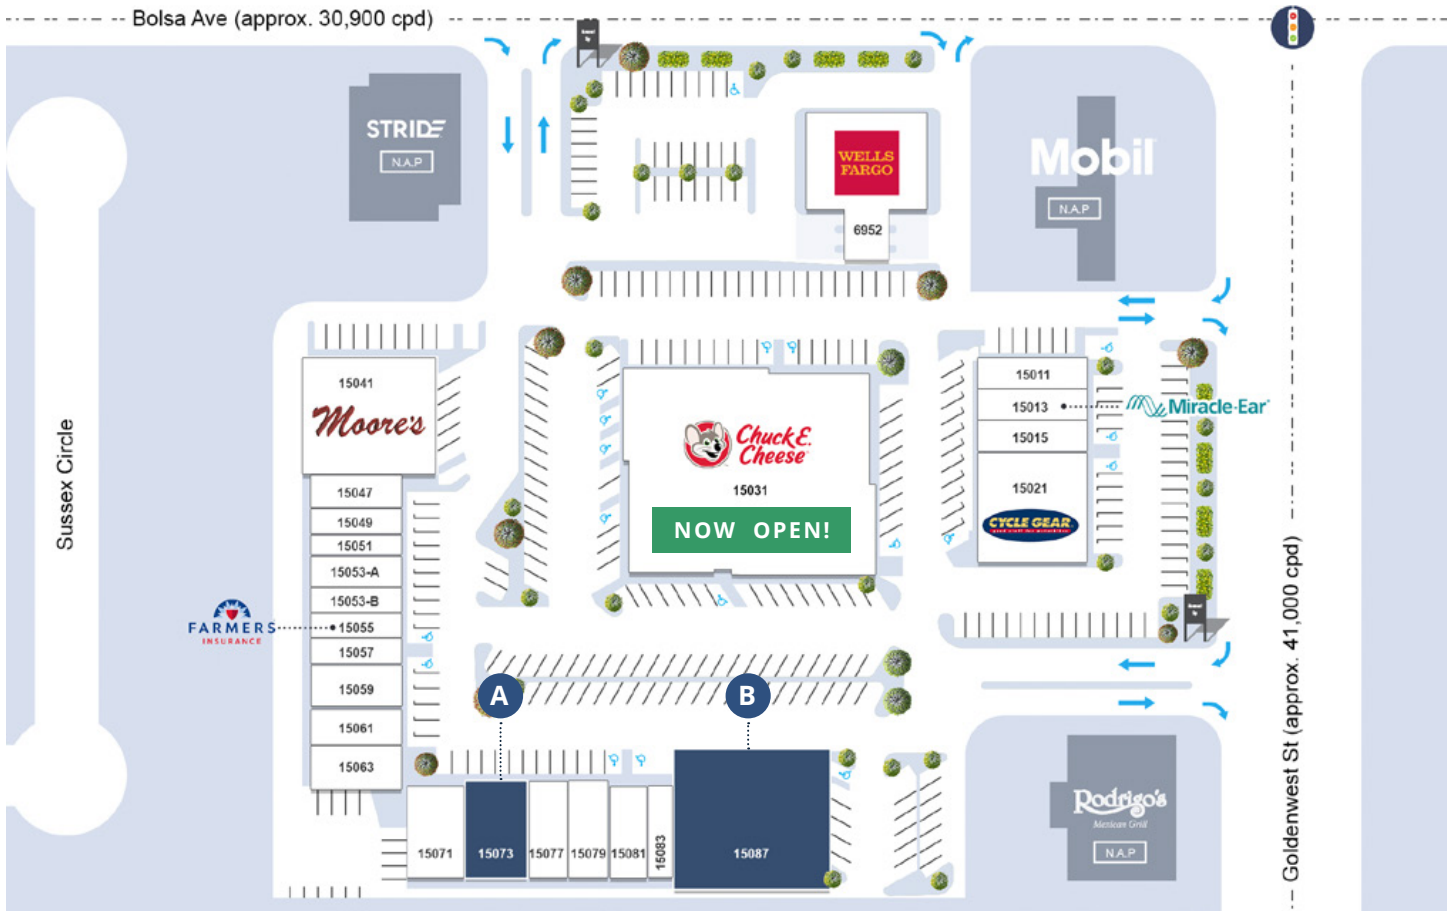 Bolsa Ave (approx. 30,900 cpd)
STRIDE
N.A.P
WELLS
FARGO
6952
Mobil
N.A.P
Sussex Circle
15041
Moore's
15047
15049
15051
15053-A
15053-B
FARMERS
INSURANCE
15055
15057
15059
15061
15063
Chuck E.
Cheese
15031
NOW OPEN!
15011
15013
Miracle-Ear
15015
15021
CYCLE GEAR
Goldenwest St (approx. 41,000 cpd)
A
B
15071
15073
15077
15079
15081
15083
15087
Rodrigo's
Mexican Grill
N.A.P